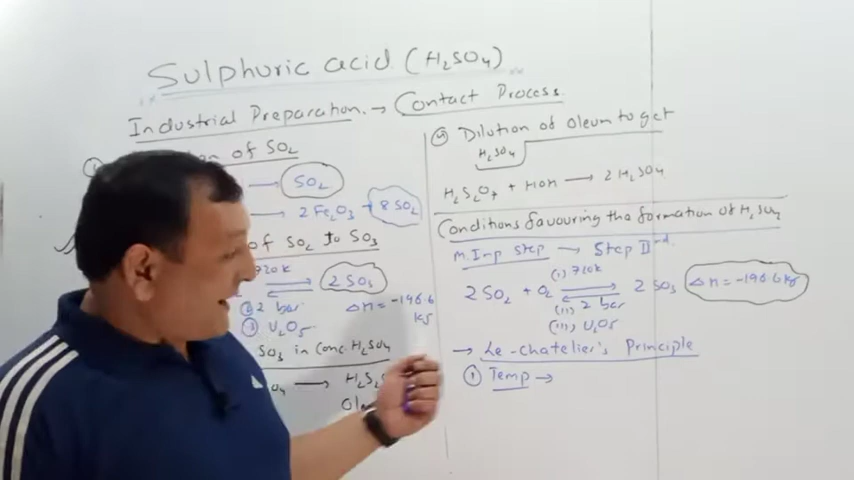 Sulphuric acid (H₂SO₄)
Industrial Preparation. → Contact Process.
of SO₂
→ SO₂
→ 2 Fe₂O₃ + 8 SO₂
of SO₂ to SO₃
720K
⇌ 2 SO₃
② 2 bar
ΔH = -196.6 kJ
③ V₂O₅
SO₃ in Conc. H₂SO₄
→ H₂S₂
④ Dilution of Oleum to get
H₂SO₄
H₂S₂O₇ + HOH → 2 H₂SO₄
Conditions favouring the formation of H₂SO₄
m. Imp step → Step IInd.
(i) 720K
2 SO₂ + O₂ ⇌ 2 SO₃ ΔH = -196.6 kJ
(ii) 2 bar
(iii) V₂O₅
→ Le-chatelier's Principle
① Temp →